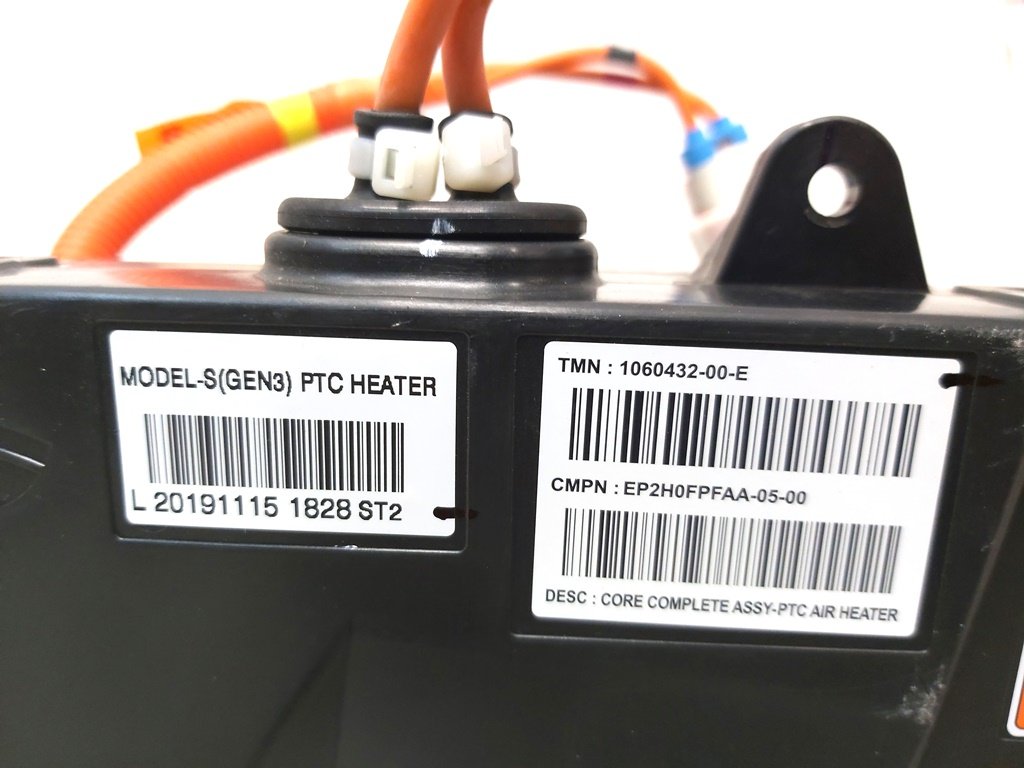 MODEL-S(GEN3) PTC HEATER
L 20191115 1828 ST2
TMN : 1060432-00-E
CMPN : EP2H0FPFAA-05-00
DESC : CORE COMPLETE ASSY-PTC AIR HEATER